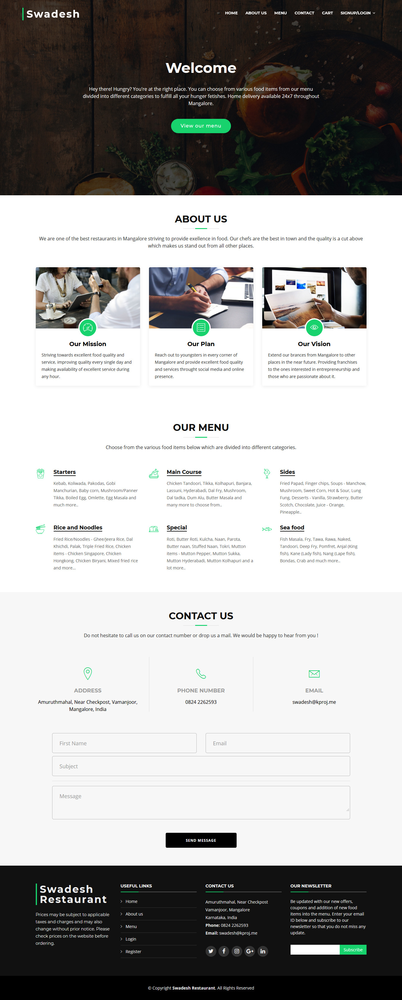 Swadesh
HOME ABOUT US MENU CONTACT CART SIGNUP/LOGIN
Welcome
Hey there! Hungry? You're at the right place. You can choose from various food items from our menu
divided into different categories to fulfill all your hunger fetishes. Home delivery available 24x7 throughout
Mangalore.
View our menu
ABOUT US
We are one of the best restaurants in Mangalore striving to provide exellence in food. Our chefs are the best in town and the quality is a cut above
which makes us stand out from all other places.
Our Mission
Striving towards excellent food quality and
service, improving quality every single day and
making availability of excellent service during
any hour.
Our Plan
Reach out to youngsters in every corner of
Mangalore and provide excellent food quality
and services throught social media and online
presence.
Our Vision
Extend our brances from Mangalore to other
places in the near future. Providing franchises
to the ones interested in entrepreneurship and
those who are passionate about it.
OUR MENU
Choose from the various food items below which are divided into different categories.
Starters
Kebab, Koliwada, Pakodas, Gobi
Manchurian, Baby corn, Mushroom/Panner
Tikka, Boiled Egg, Omlette, Egg Masala and
much more..
Main Course
Chicken Tandoori, Tikka, Kolhapuri, Banjara,
Lassuni, Hyderabadi, Dal Fry, Mushroom,
Dal tadka, Dum Alu, Butter Masala and
many more to choose from..
Sides
Fried Papad, Finger chips, Soups - Manchow,
Mushroom, Sweet Corn, Hot & Sour, Lung
Fung, Desserts - Vanilla, Strawberry, Butter
Scotch, Chocolate, Juice - Orange,
Pineapple..
Rice and Noodles
Fried Rice/Noodles - Ghee/Jeera Rice, Dal
Khichdi, Palak, Triple Fried Rice, Chicken
items - Chicken Singapore, Chicken
Hongkong, Chicken Biryani, Mixed fried rice
and more...
Special
Roti, Butter Roti, Kulcha, Naan, Parota,
Butter naan, Stuffed Naan, Tokri, Mutton
items - Mutton Pepper, Mutton Sukka,
Mutton Hyderabadi, Mutton Kolhapuri and a
lot more..
Sea food
Fish Masala, Fry, Tawa, Rawa, Naked,
Tandoori, Deep Fry, Pomfret, Anjal (King
fish), Kane (Lady fish), Nang (Lape fish),
Bondas, Crab and much more..
CONTACT US
Do not hesitate to call us on our contact number or drop us a mail. We would be happy to hear from you !
ADDRESS
Amuruthmahal, Near Checkpost, Vamanjoor,
Mangalore, India
PHONE NUMBER
0824 2262593
EMAIL
swadesh@kproj.me
First Name
Email
Subject
Message
SEND MESSAGE
Swadesh
Restaurant
Prices may be subject to applicable
taxes and charges and may also
change without prior notice. Please
check prices on the website before
ordering.
USEFUL LINKS
Home
About us
Menu
Login
Register
CONTACT US
Amuruthmahal, Near Checkpost
Vamanjoor, Mangalore
Karnataka, India
Phone: 0824 2262593
Email: swadesh@kproj.me
OUR NEWSLETTER
Be updated with our new offers,
coupons and addition of new food
items into the menu. Enter your email
ID below and subscribe to our
newsletter so that you do not miss any
update.
Subscribe
© Copyright Swadesh Restaurant. All Rights Reserved